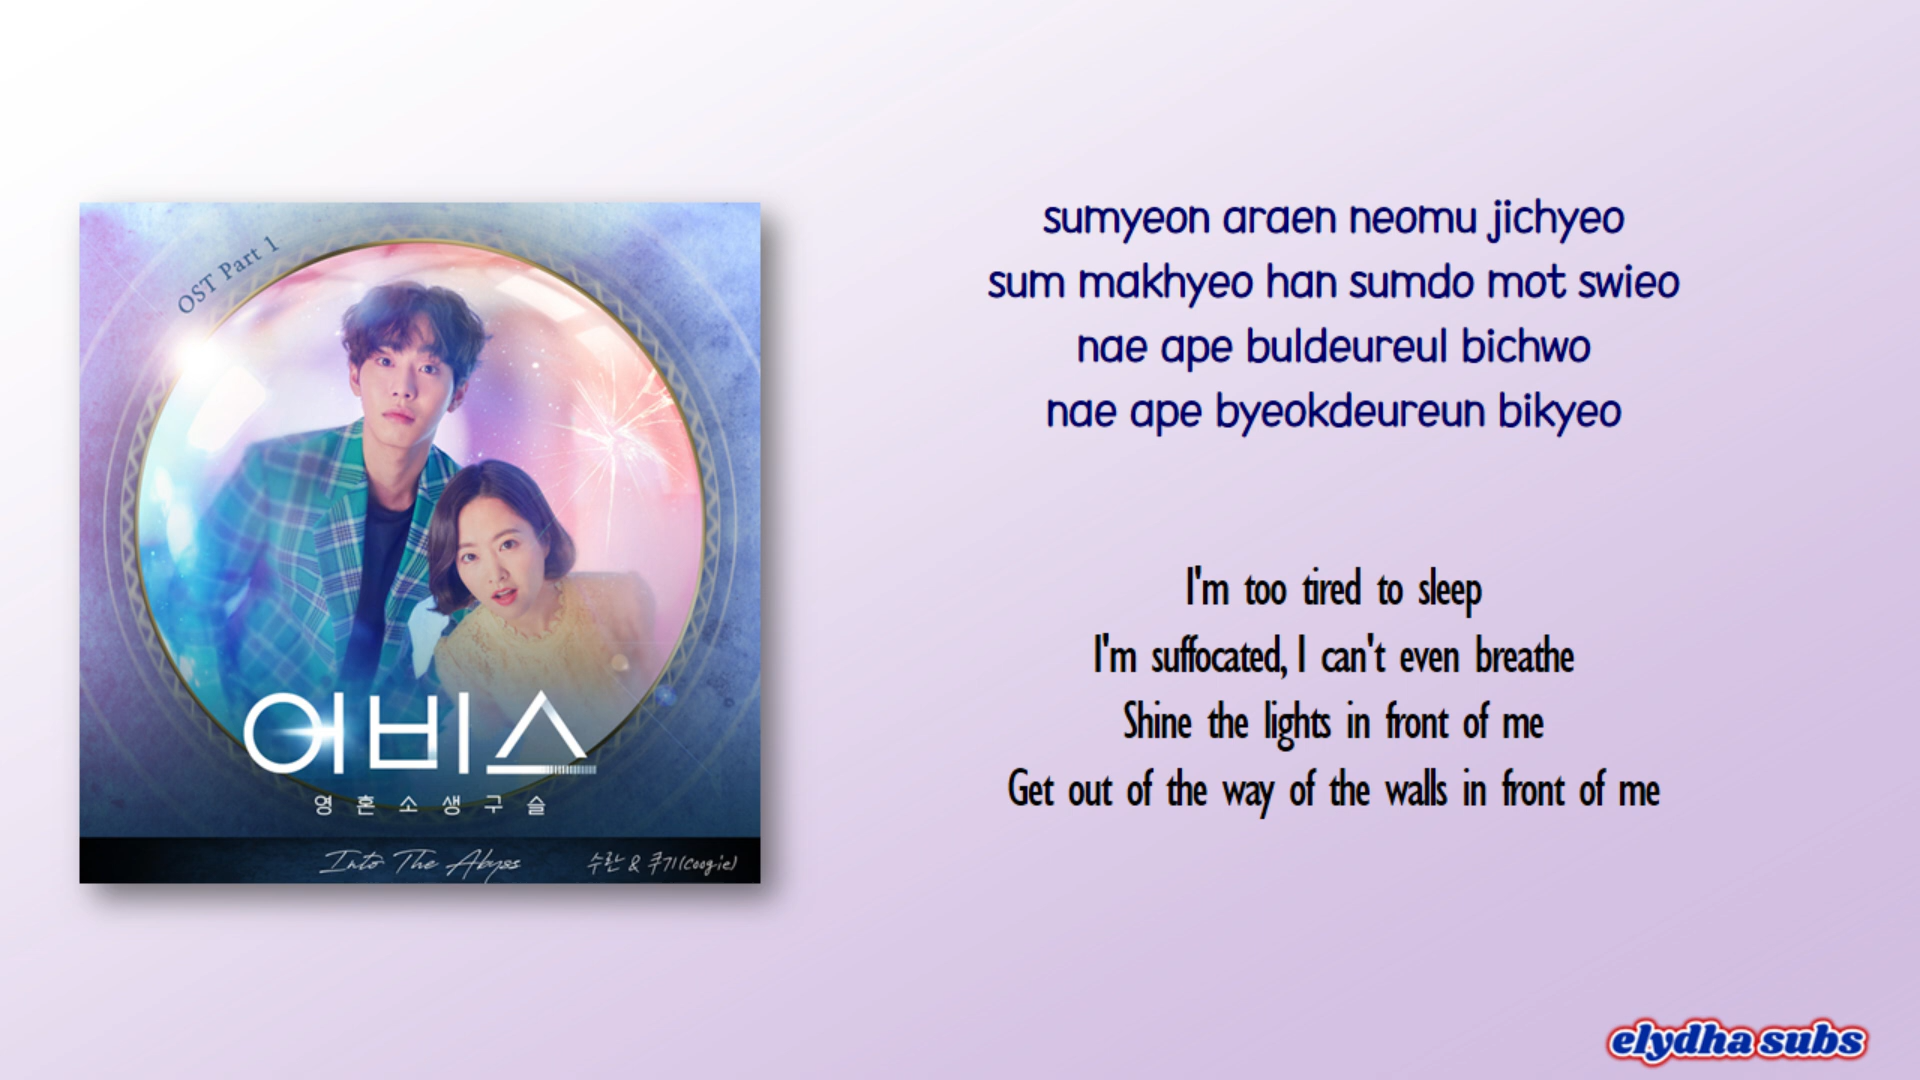 OST Part 1
어비스
영혼소생구슬
Into The Abyss
수란 & 쿠기(Coogie)
sumyeon araen neomu jichyeo
sum makhyeo han sumdo mot swieo
nae ape buldeureul bichwo
nae ape byeokdeureun bikyeo
I'm too tired to sleep
I'm suffocated, I can't even breathe
Shine the lights in front of me
Get out of the way of the walls in front of me
elydha subs